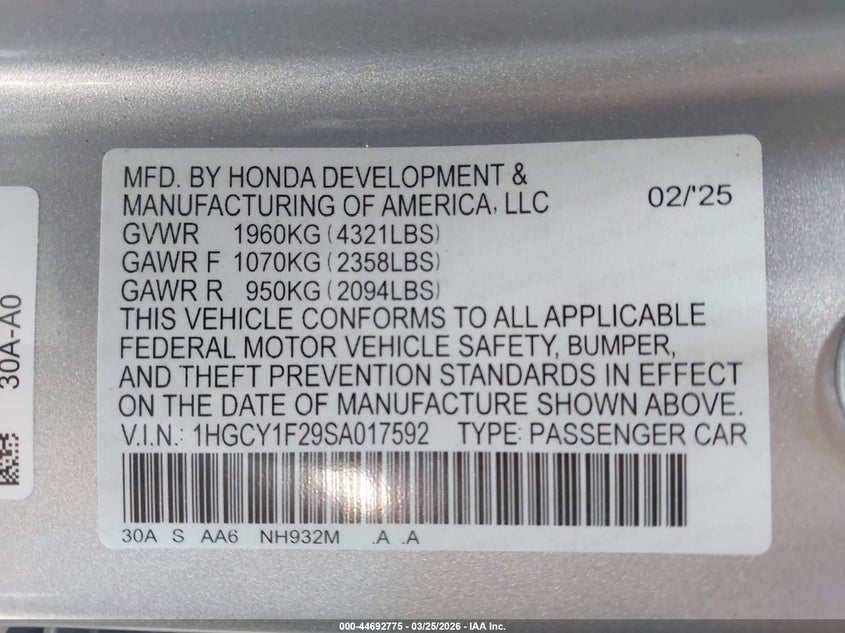 MFD. BY HONDA DEVELOPMENT &
MANUFACTURING OF AMERICA, LLC 02/'25
GVWR 1960KG (4321LBS)
GAWR F 1070KG (2358LBS)
GAWR R 950KG (2094LBS)
THIS VEHICLE CONFORMS TO ALL APPLICABLE
FEDERAL MOTOR VEHICLE SAFETY, BUMPER,
AND THEFT PREVENTION STANDARDS IN EFFECT
ON THE DATE OF MANUFACTURE SHOWN ABOVE.
V.I.N.: 1HGCY1F29SA017592 TYPE: PASSENGER CAR
30A S AA6 NH932M .A .A
30A-A0
000-44692775 - 03/25/2026 - IAA Inc.